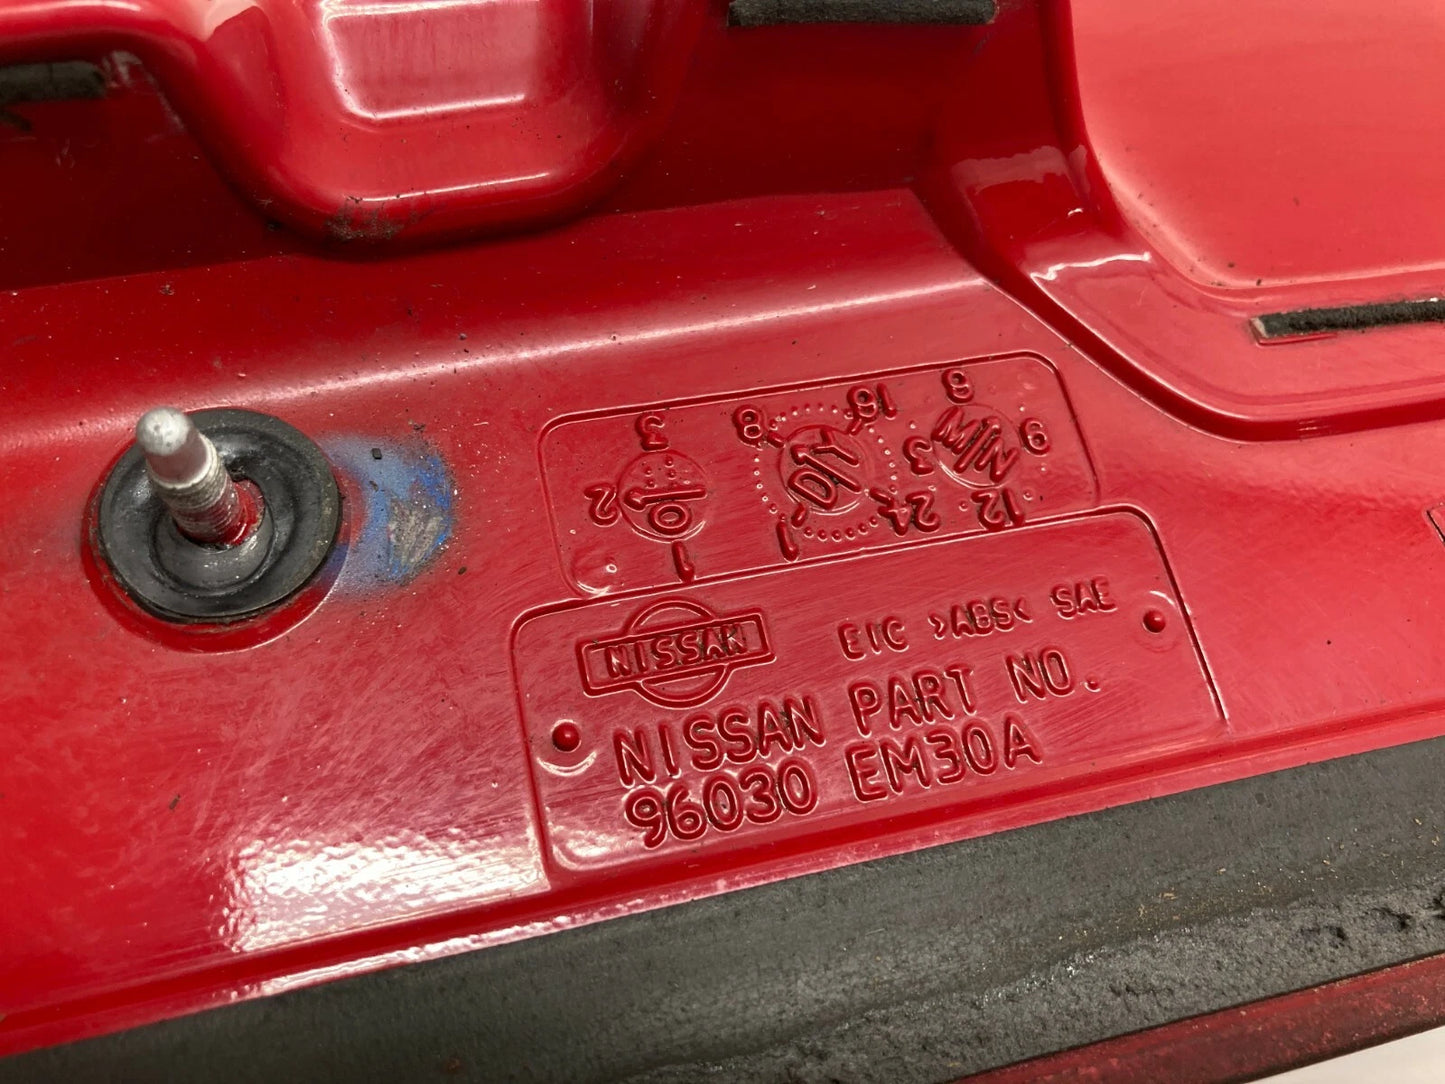 3 8 16 6
2 3 9
10 D/Y M/N
1 1 24 12
NISSAN EIC >ABS< SAE
NISSAN PART NO.
96030 EM30A